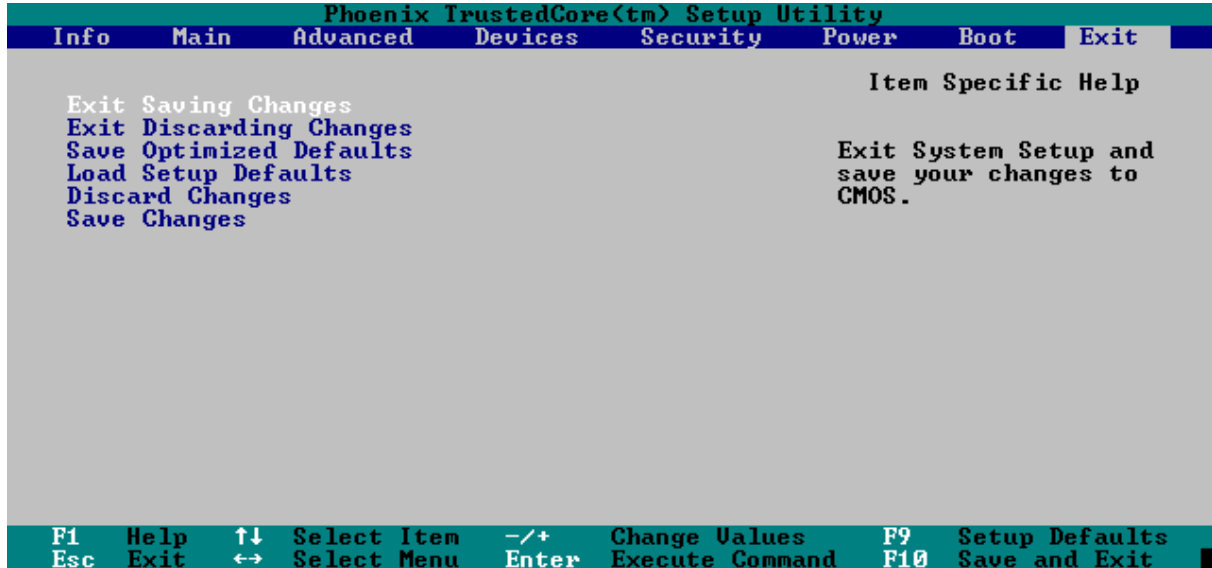 Phoenix TrustedCore(tm) Setup Utility
Info Main Advanced Devices Security Power Boot Exit
Item Specific Help
Exit Saving Changes
Exit Discarding Changes
Save Optimized Defaults
Load Setup Defaults
Discard Changes
Save Changes
Exit System Setup and
save your changes to
CMOS.
F1 Help ↑↓ Select Item -/+ Change Values F9 Setup Defaults
Esc Exit ↔ Select Menu Enter Execute Command F10 Save and Exit